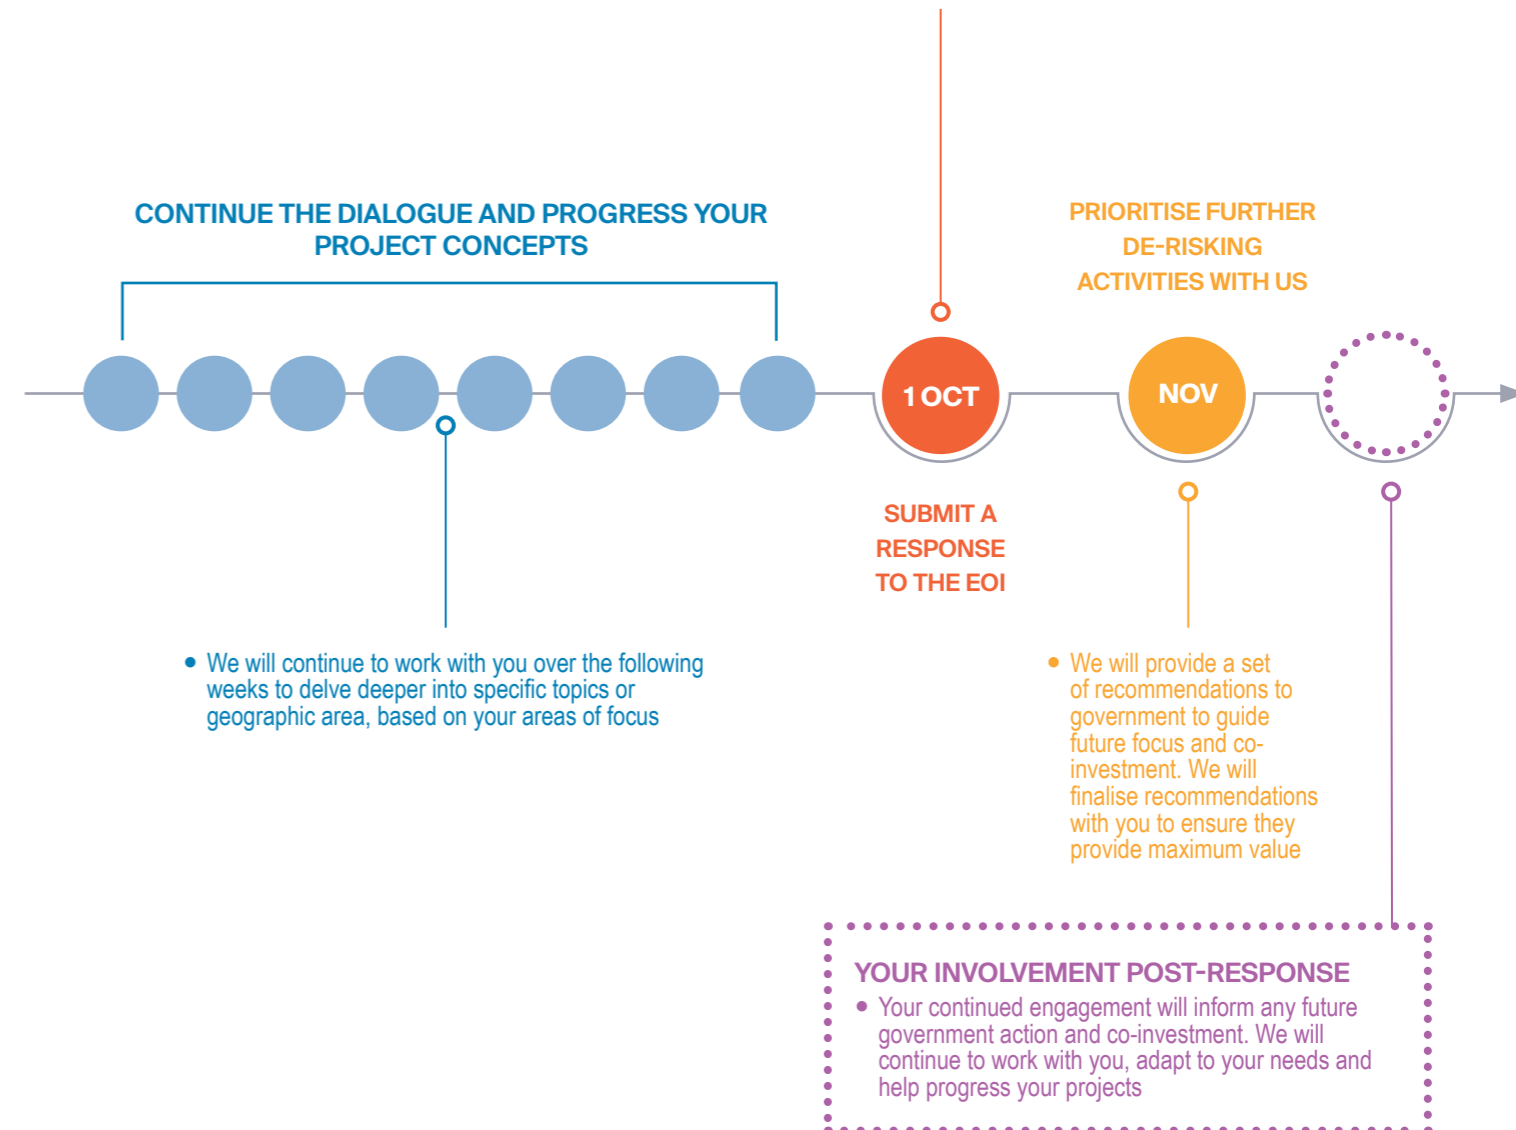 CONTINUE THE DIALOGUE AND PROGRESS YOUR
PROJECT CONCEPTS
PRIORITISE FURTHER
DE-RISKING
ACTIVITIES WITH US
1 OCT
NOV
SUBMIT A
RESPONSE
TO THE EOI
• We will continue to work with you over the following
weeks to delve deeper into specific topics or
geographic area, based on your areas of focus
• We will provide a set
of recommendations to
government to guide
future focus and co-
investment. We will
finalise recommendations
with you to ensure they
provide maximum value
YOUR INVOLVEMENT POST-RESPONSE
• Your continued engagement will inform any future
government action and co-investment. We will
continue to work with you, adapt to your needs and
help progress your projects